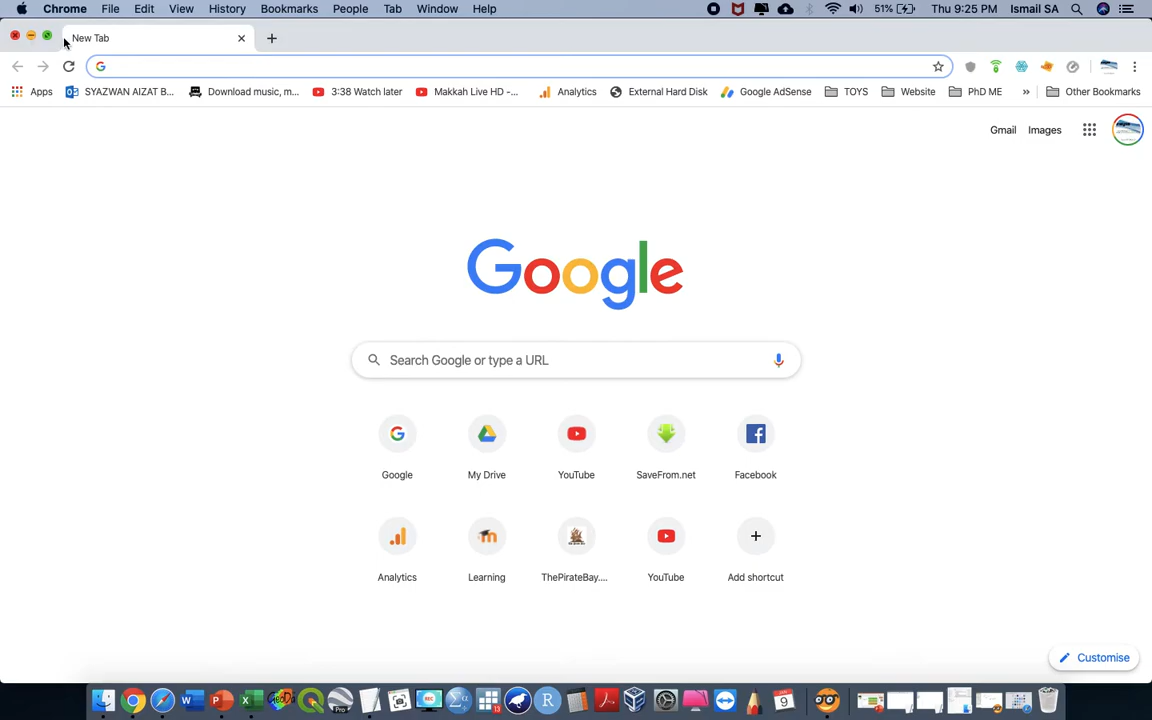 Chrome File Edit View History Bookmarks People Tab Window Help 51% Thu 9:25 PM Ismail SA
New Tab
Apps SYAZWAN AIZAT B... Download music, m... 3:38 Watch later Makkah Live HD -... Analytics External Hard Disk Google AdSense TOYS Website PhD ME » Other Bookmarks
Gmail Images
Google
Search Google or type a URL
Google My Drive YouTube SaveFrom.net Facebook
Analytics Learning ThePirateBay.... YouTube Add shortcut
Customise